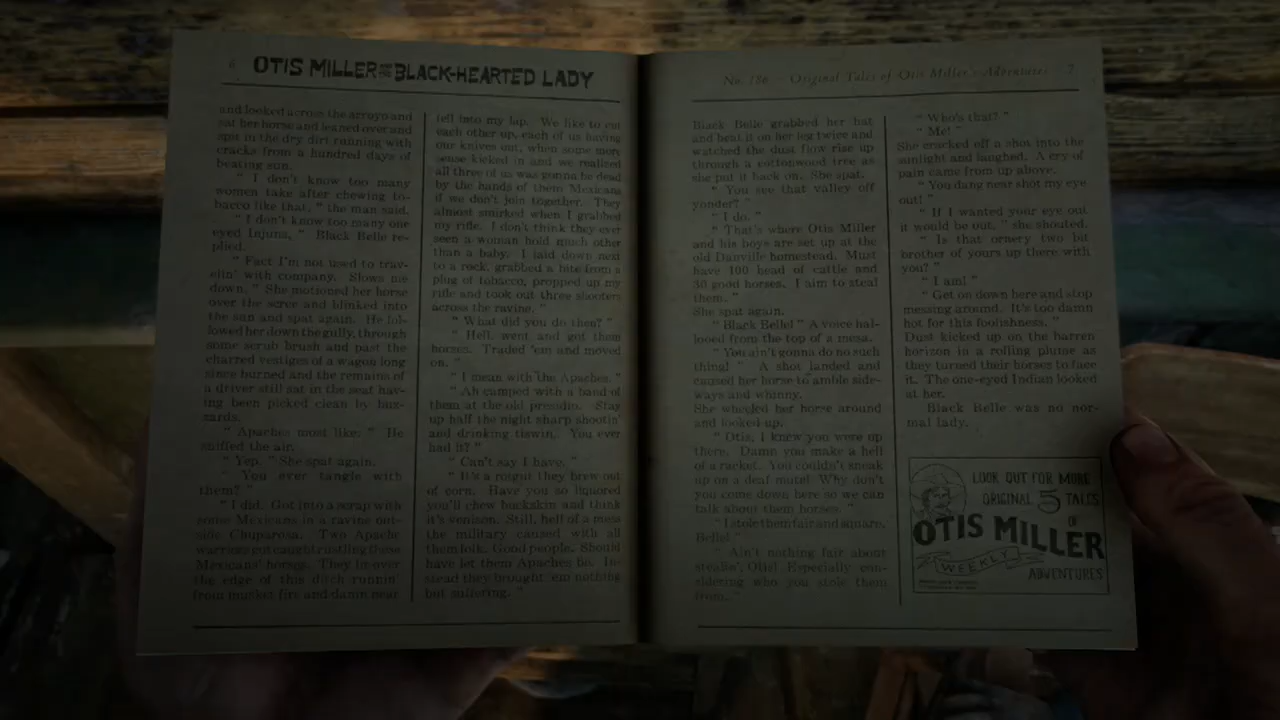 6
OTIS MILLER AND THE BLACK-HEARTED LADY
and looked across the arroyo and
sat her horse and leaned over and
spat in the dry dirt running with
cracks from a hundred days of
beating sun.
" I don't know too many
women take after chewing to-
bacco like that, " the man said.
" I don't know too many one
eyed Injuns, " Black Belle re-
plied.
" Fact I'm not used to trav-
elin' with company. Slows me
down. " She motioned her horse
over the scree and blinked into
the sun and spat again. He fol-
lowed her down the gully, through
some scrub brush and past the
charred vestiges of a wagon long
since burned and the remains of
a driver still sat in the seat hav-
ing been picked clean by buz-
zards.
" Apaches most like. " He
sniffed the air.
" Yep. " She spat again.
" You ever tangle with
them? "
" I did. Got into a scrap with
some Mexicans in a ravine out-
side Chuparosa. Two Apache
warriors got caught rustling those
Mexicans' horses. They in over
the edge of this ditch runnin'
from musket fire and damn near
fell into my lap. We like to cut
each other up, each of us having
our knives out, when some more
sense kicked in and we realised
all three of us was gonna be dead
by the hands of them Mexicans
if we don't join together. They
almost smirked when I grabbed
my rifle. I don't think they ever
seen a woman hold much other
than a baby. I laid down next
to a rock, grabbed a bite from a
plug of tobacco, propped up my
rifle and took out three shooters
across the ravine. "
" What did you do then? "
" Hell, went and got them
horses. Traded 'em and moved
on.
" I mean with the Apaches. "
" Ah camped with a band of
them at the old presidio. Stay
up half the night sharp shootin'
and drinking tiswin. You ever
had it? "
" Can't say I have. "
" It's a rotgut they brew out
of corn. Have you so liquored
you'll chew buckskin and think
it's venison. Still, hell of a mess
the military caused with all
them folk. Good people. Should
have let them Apaches be. In-
stead they brought 'em nothing
but suffering. "
No. 186 — Original Tales of Otis Miller's Adventures 7
Black Belle grabbed her hat
and beat it on her leg twice and
watched the dust flow rise up
through a cottonwood tree as
she put it back on. She spat.
" You see that valley off
yonder? "
" I do. "
" That's where Otis Miller
and his boys are set up at the
old Danville homestead. Must
have 100 head of cattle and
30 good horses. I aim to steal
them. "
She spat again.
" Black Belle! " A voice hal-
looed from the top of a mesa.
" You ain't gonna do no such
thing! " A shot landed and
caused her horse to amble side-
ways and whinny.
She wheeled her horse around
and looked up.
" Otis, I knew you were up
there. Damn you make a hell
of a racket. You couldn't sneak
up on a deaf mute! Why don't
you come down here so we can
talk about them horses. "
" I stole them fair and square,
Belle! "
" Ain't nothing fair about
stealin', Otis! Especially con-
sidering who you stole them
from. "
" Who's that? "
" Me! "
She cracked off a shot into the
sunlight and laughed. A cry of
pain came from up above.
" You dang near shot my eye
out! "
" If I wanted your eye out
it would be out, " she shouted.
" Is that ornery two bit
brother of yours up there with
you? "
" I am! "
" Get on down here and stop
messing around. It's too damn
hot for this foolishness. "
Dust kicked up on the barren
horizon in a rolling plume as
they turned their horses to face
it. The one-eyed Indian looked
at her.
Black Belle was no nor-
mal lady.
LOOK OUT FOR MORE
ORIGINAL 5 TALES
OF
OTIS MILLER
WEEKLY
ADVENTURES